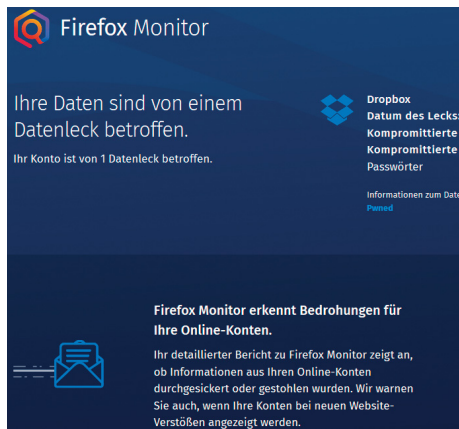 Firefox Monitor
Ihre Daten sind von einem
Datenleck betroffen.
Ihr Konto ist von 1 Datenleck betroffen.
Dropbox
Datum des Lecks:
Kompromittierte
Kompromittierte
Passwörter
Informationen zum Date
Pwned
Firefox Monitor erkennt Bedrohungen für
Ihre Online-Konten.
Ihr detaillierter Bericht zu Firefox Monitor zeigt an,
ob Informationen aus Ihren Online-Konten
durchgesickert oder gestohlen wurden. Wir warnen
Sie auch, wenn Ihre Konten bei neuen Website-
Verstößen angezeigt werden.